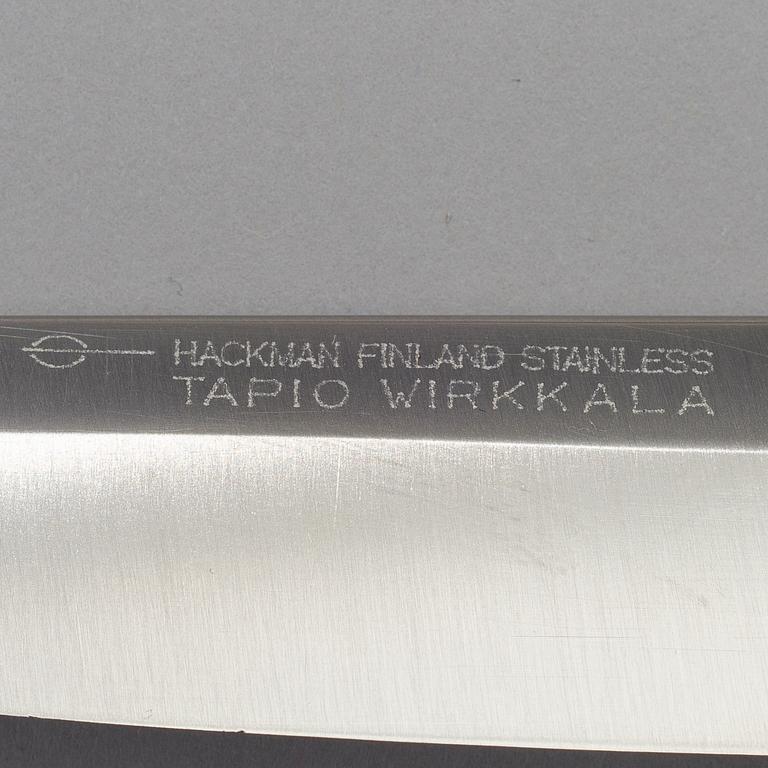 HACKMAN FINLAND STAINLESS
TAPIO WIRKKALA